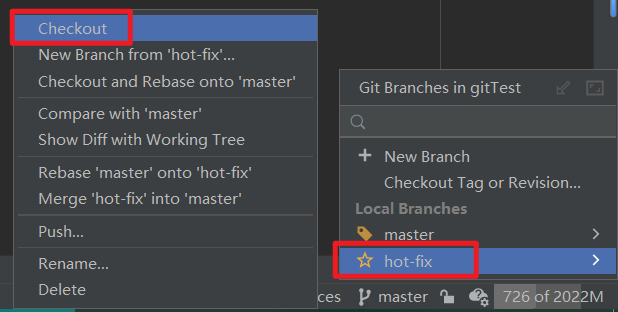 Checkout
New Branch from 'hot-fix'...
Checkout and Rebase onto 'master'
Compare with 'master'
Show Diff with Working Tree
Rebase 'master' onto 'hot-fix'
Merge 'hot-fix' into 'master'
Push...
Rename...
Delete
Git Branches in gitTest
New Branch
Checkout Tag or Revision...
Local Branches
master
hot-fix
ces master 726 of 2022M